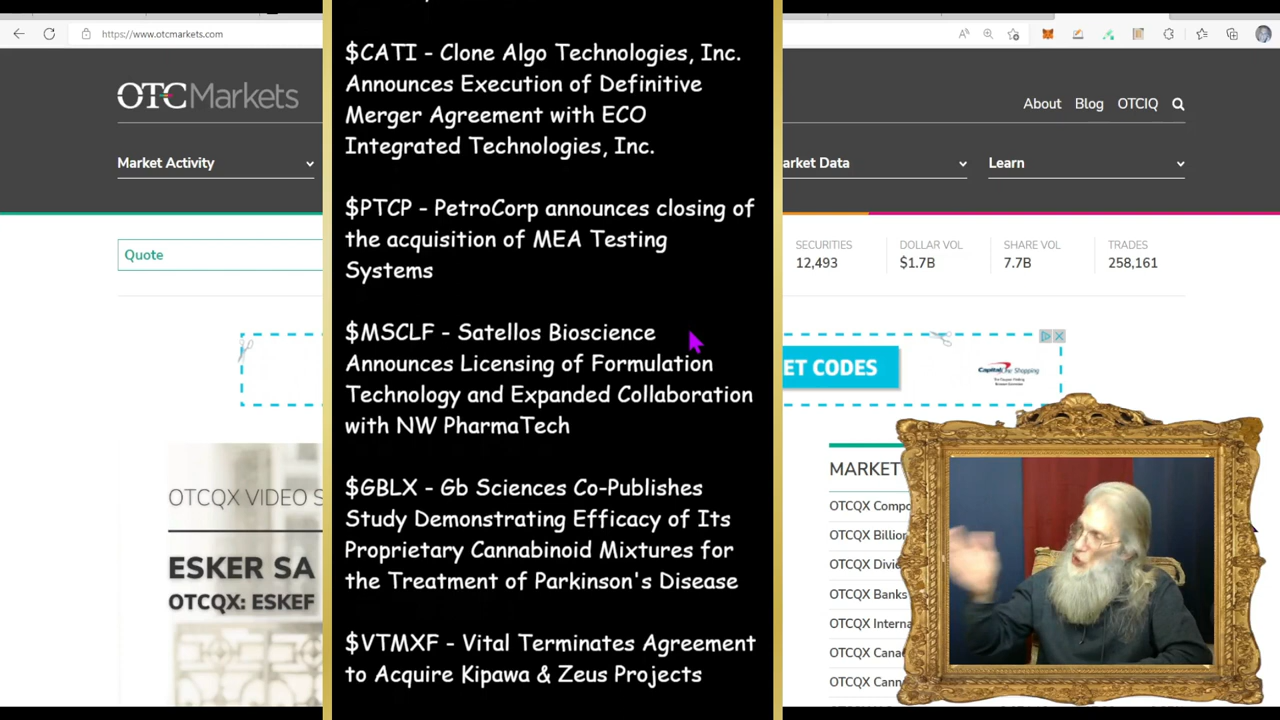 https://www.otcmarkets.com
OTCMarkets
About Blog OTCIQ
Market Activity
arket Data
Learn
Quote
SECURITIES DOLLAR VOL SHARE VOL TRADES
12,493 $1.7B 7.7B 258,161
$CATI - Clone Algo Technologies, Inc.
Announces Execution of Definitive
Merger Agreement with ECO
Integrated Technologies, Inc.
$PTCP - PetroCorp announces closing of
the acquisition of MEA Testing
Systems
$MSCLF - Satellos Bioscience
Announces Licensing of Formulation
Technology and Expanded Collaboration
with NW PharmaTech
$GBLX - Gb Sciences Co-Publishes
Study Demonstrating Efficacy of Its
Proprietary Cannabinoid Mixtures for
the Treatment of Parkinson's Disease
$VTMXF - Vital Terminates Agreement
to Acquire Kipawa & Zeus Projects
ET CODES
Capital One Shopping
OTCQX VIDEO S
ESKER SA
OTCQX: ESKEF
MARKET
OTCQX Compo
OTCQX Billion
OTCQX Divid
OTCQX Banks
OTCQX Interna
OTCQX Cana
OTCQX Cann